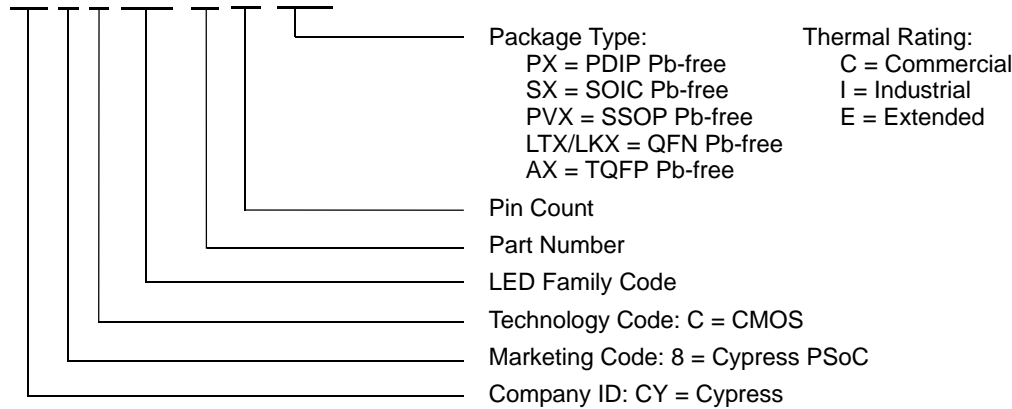 Package Type: Thermal Rating:
PX = PDIP Pb-free C = Commercial
SX = SOIC Pb-free I = Industrial
PVX = SSOP Pb-free E = Extended
LTX/LKX = QFN Pb-free
AX = TQFP Pb-free
Pin Count
Part Number
LED Family Code
Technology Code: C = CMOS
Marketing Code: 8 = Cypress PSoC
Company ID: CY = Cypress